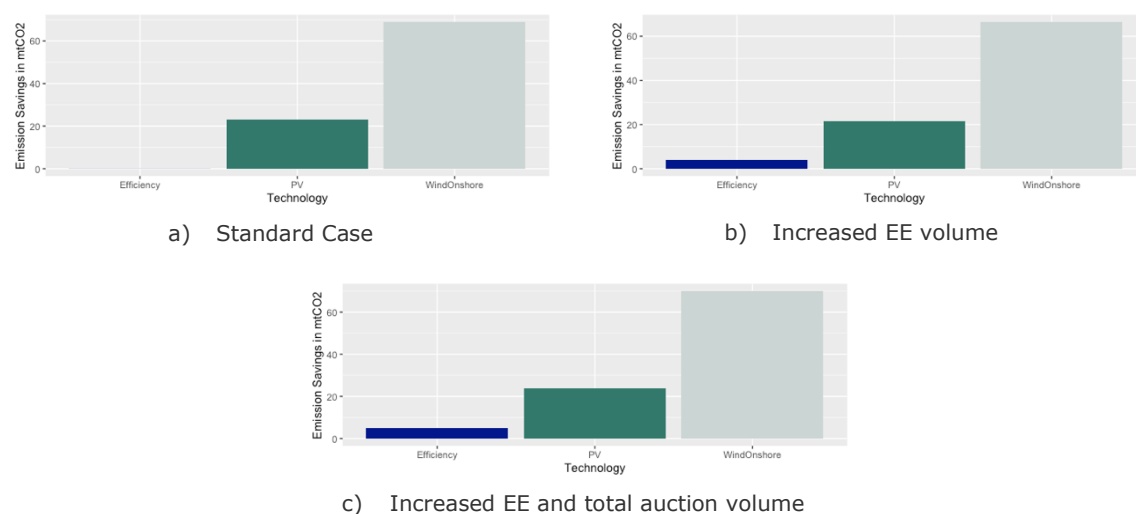 Emission Savings in mtCO2
60
40
20
0
Efficiency
PV
WindOnshore
Technology
a) Standard Case
Emission Savings in mtCO2
60
40
20
0
Efficiency
PV
WindOnshore
Technology
b) Increased EE volume
Emission Savings in mtCO2
60
40
20
0
Efficiency
PV
WindOnshore
Technology
c) Increased EE and total auction volume